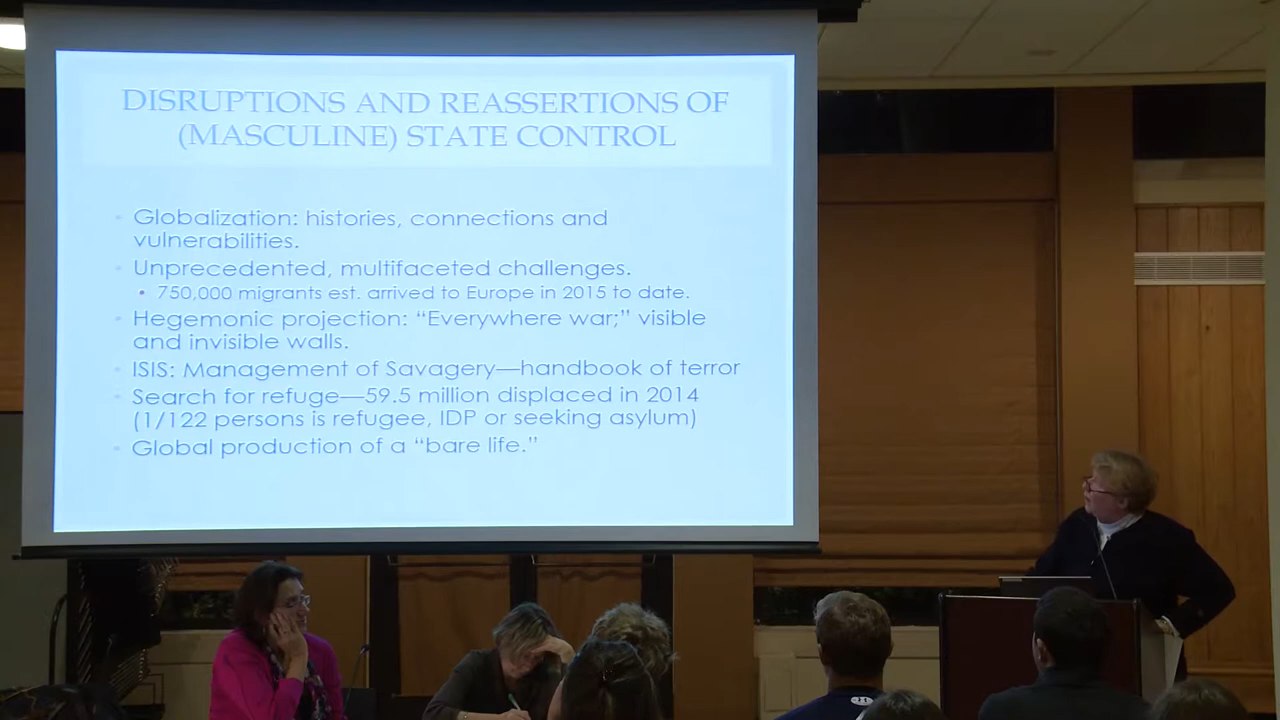 DISRUPTIONS AND REASSERTIONS OF
(MASCULINE) STATE CONTROL
Globalization: histories, connections and
vulnerabilities.
Unprecedented, multifaceted challenges.
750,000 migrants est. arrived to Europe in 2015 to date.
Hegemonic projection: “Everywhere war;” visible
and invisible walls.
ISIS: Management of Savagery—handbook of terror
Search for refuge—59.5 million displaced in 2014
(1/122 persons is refugee, IDP or seeking asylum)
Global production of a “bare life.”